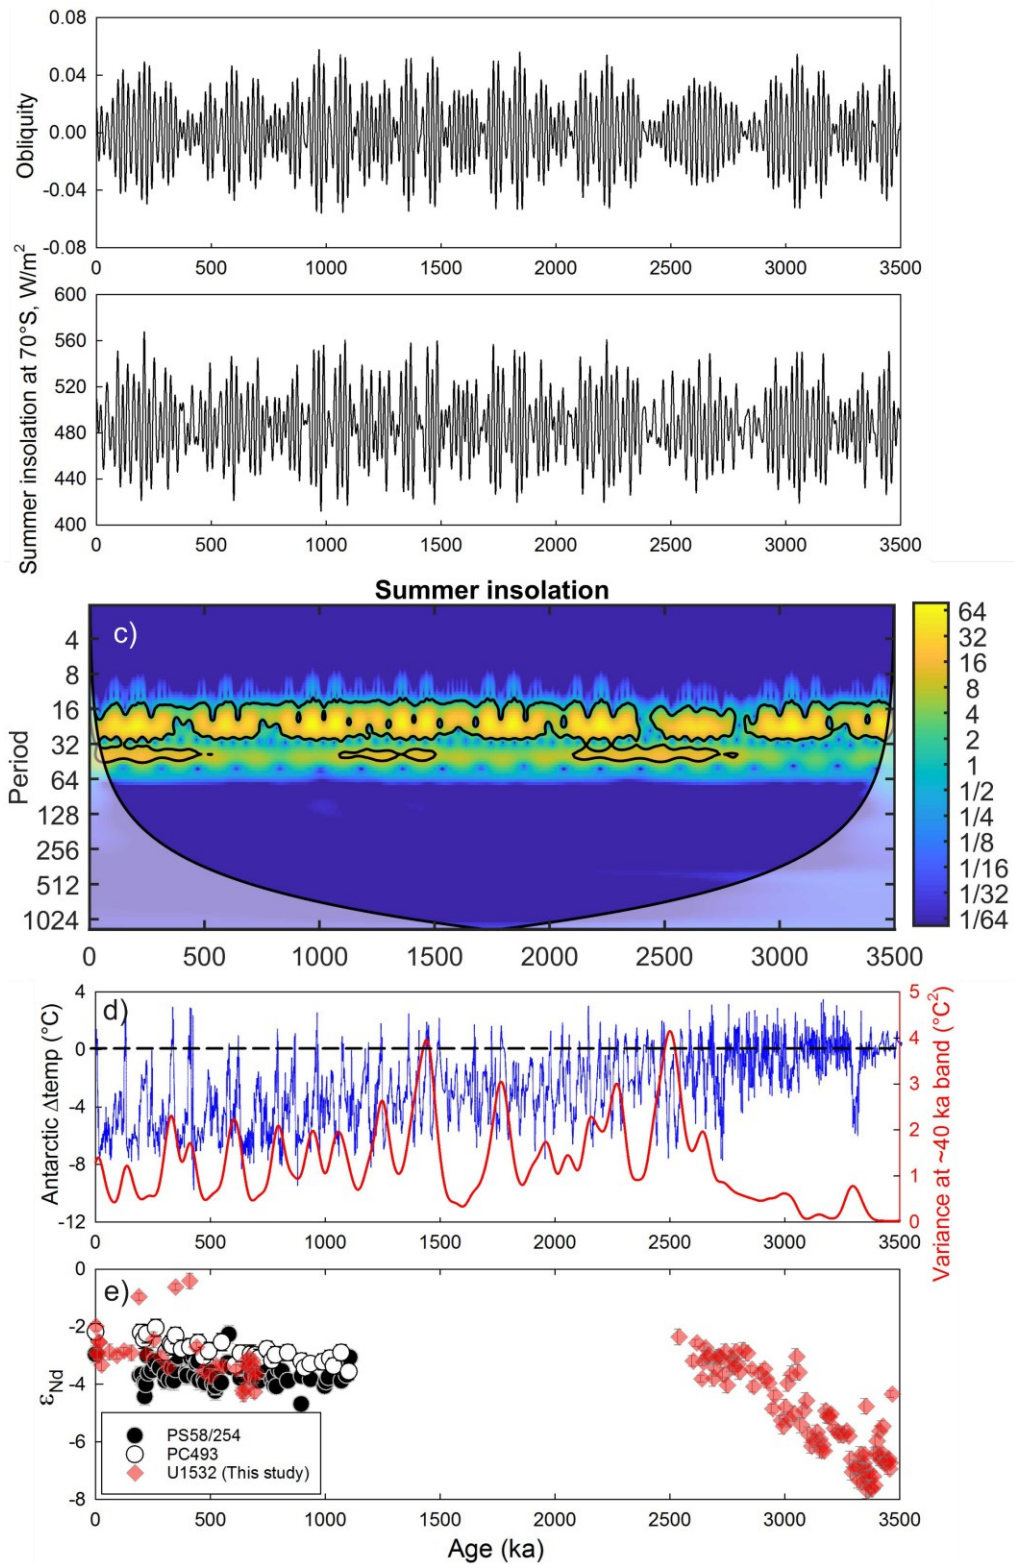 0.08
0.04
0.00
-0.04
-0.08
Obliquity
0 500 1000 1500 2000 2500 3000 3500
600
560
520
480
440
400
Summer insolation at 70°S, W/m²
0 500 1000 1500 2000 2500 3000 3500
Summer insolation
c)
4
8
16
32
64
128
256
512
1024
Period
64
32
16
8
4
2
1
1/2
1/4
1/8
1/16
1/32
1/64
0 500 1000 1500 2000 2500 3000 3500
d)
4
0
-4
-8
-12
Antarctic Δtemp (°C)
5
4
3
2
1
0
Variance at ~40 ka band (°C²)
0 500 1000 1500 2000 2500 3000 3500
e)
0
-2
-4
-6
-8
εNd
PS58/254
PC493
U1532 (This study)
0 500 1000 1500 2000 2500 3000 3500
Age (ka)